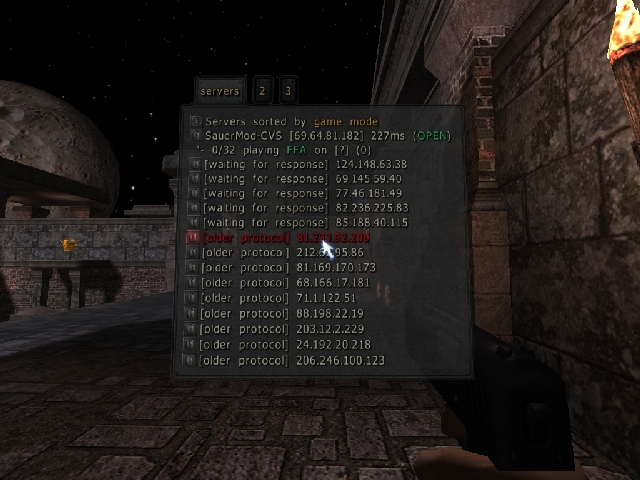 servers 2 3
Servers sorted by game mode
SauerMod-CVS [69.64.81.182] 227ms (OPEN)
'- 0/32 playing FFA on [?] (0)
[waiting for response] 124.148.63.38
[waiting for response] 69.145.59.40
[waiting for response] 77.46.181.49
[waiting for response] 82.236.225.83
[waiting for response] 85.188.40.115
[older protocol]
[older protocol]
[older protocol] 81.169.170.173
[older protocol] 68.166.17.181
[older protocol] 71.1.122.51
[older protocol] 88.198.22.19
[older protocol] 203.12.2.229
[older protocol] 24.192.20.218
[older protocol] 206.246.100.123